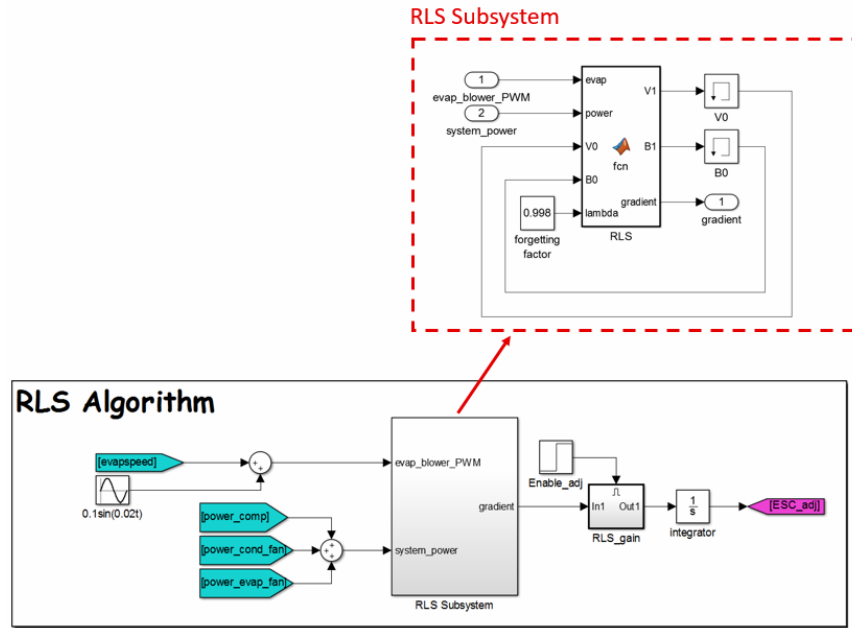 RLS Subsystem
1
evap_blower_PWM
2
system_power
evap
power
V0
B0
lambda
V1
B1
gradient
fcn
RLS
0.998
forgetting
factor
V0
B0
1
gradient
RLS Algorithm
[evapspeed]
0.1sin(0.02t)
[power_comp]
[power_cond_fan]
[power_evap_fan]
+
+
+
+
+
evap_blower_PWM
system_power
gradient
RLS Subsystem
Enable_adj
In1 Out1
RLS_gain
1
s
integrator
[ESC_adj]